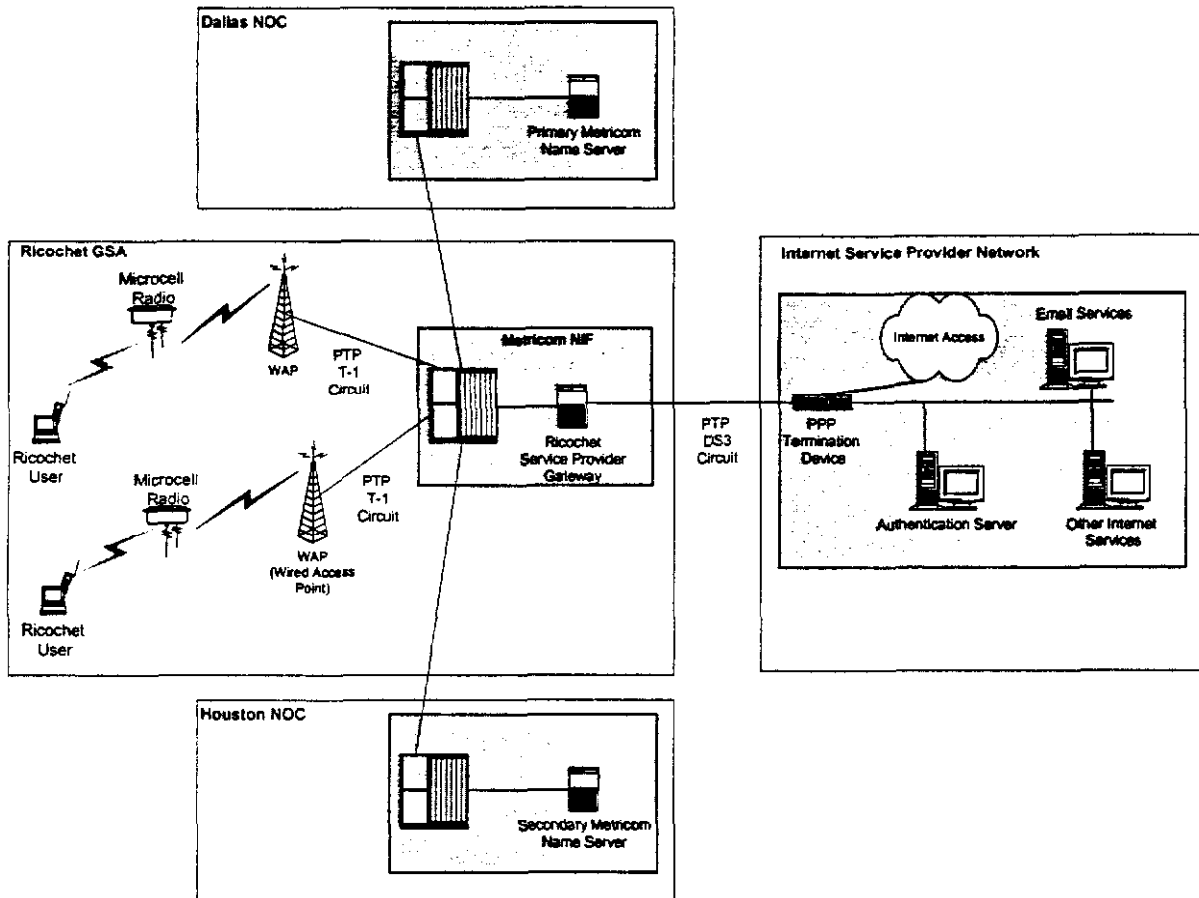 Dallas NOC
Primary Metricom
Name Server
Ricochet GSA
Microcell
Radio
WAP
PTP
T-1
Circuit
Ricochet
User
Metricom NIF
Ricochet
Service Provider
Gateway
Microcell
Radio
PTP
T-1
Circuit
WAP
(Wired Access
Point)
Ricochet
User
PTP
DS3
Circuit
Internet Service Provider Network
Internet Access
Email Services
PPP
Termination
Device
Authentication Server
Other Internet
Services
Houston NOC
Secondary Metricom
Name Server